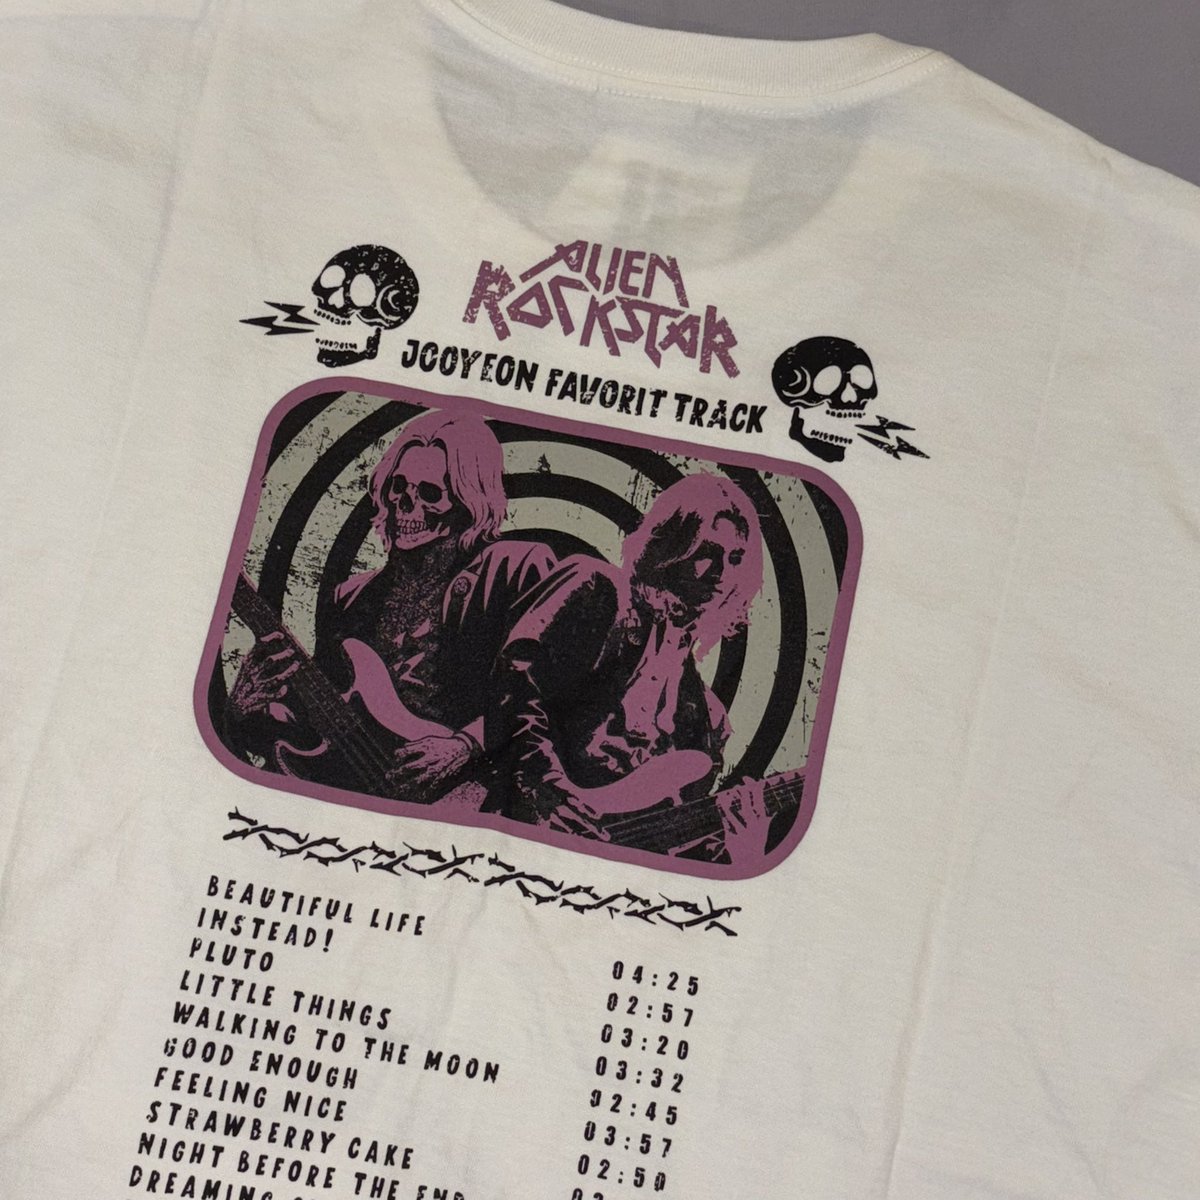 ALIEN
ROCKSTAR
JOOYEON FAVORIT TRACK
BEAUTIFUL LIFE 04:25
INSTEAD! 02:57
PLUTO 03:20
LITTLE THINGS 03:32
WALKING TO THE MOON 02:45
GOOD ENOUGH 03:57
FEELING NICE 02:50
STRAWBERRY CAKE
NIGHT BEFORE THE END
DREAMING